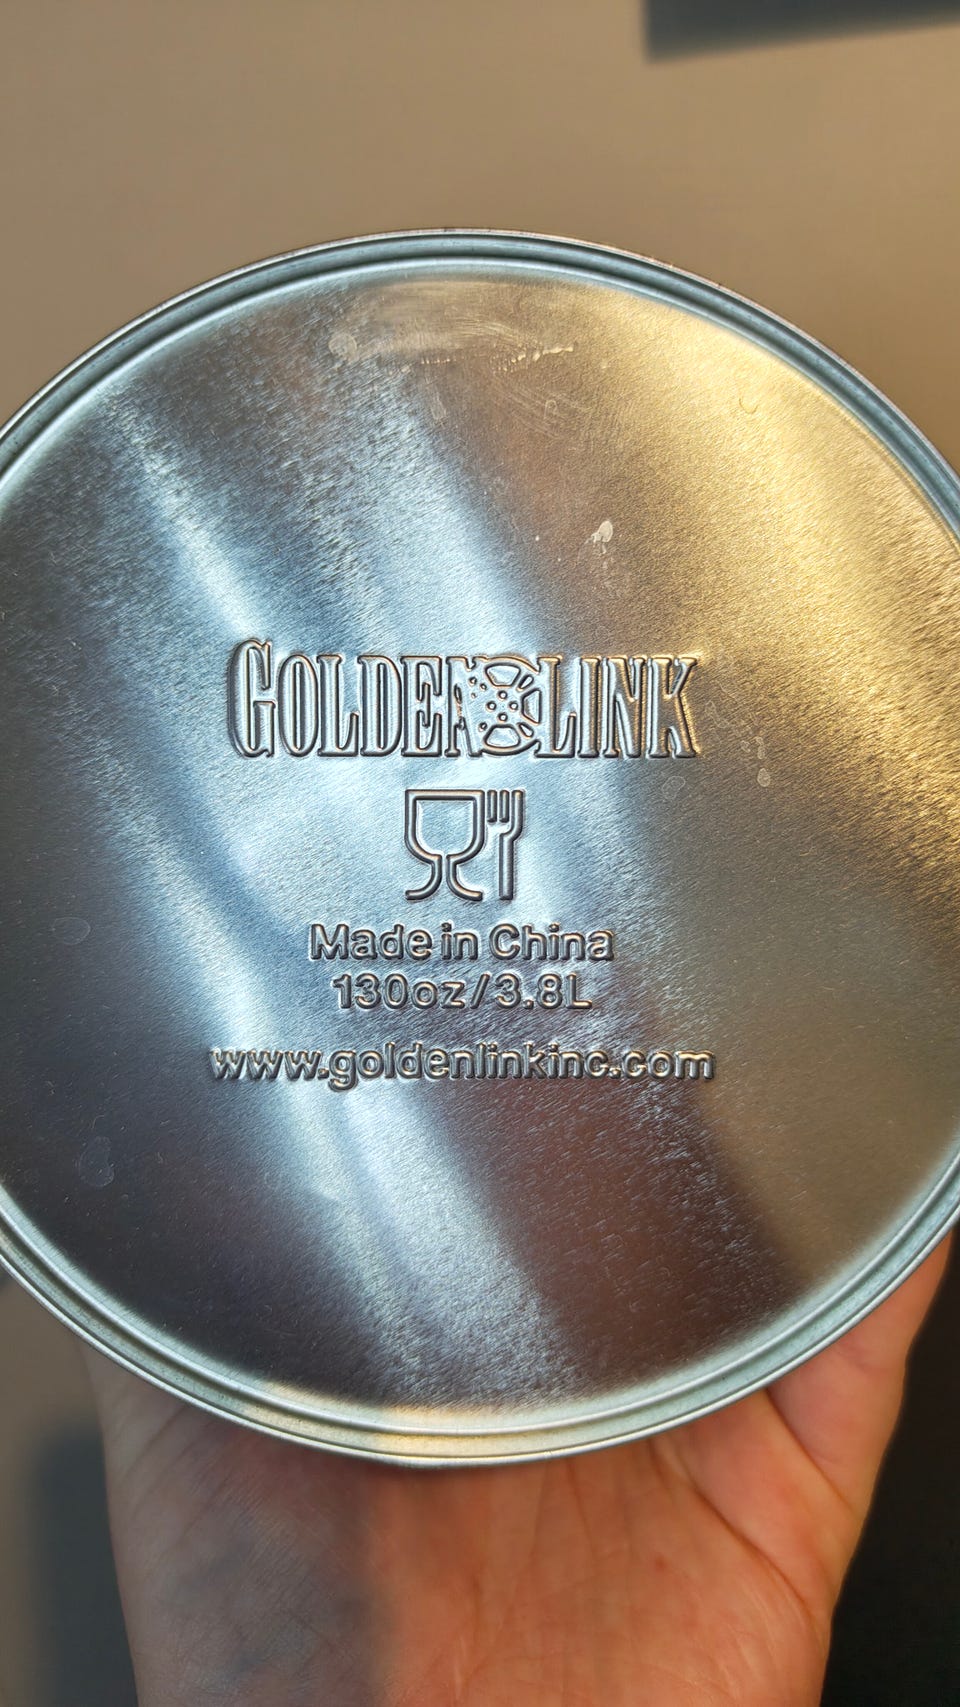 GOLDEN LINK
Made in China
130oz/3.8L
www.goldenlinkinc.com